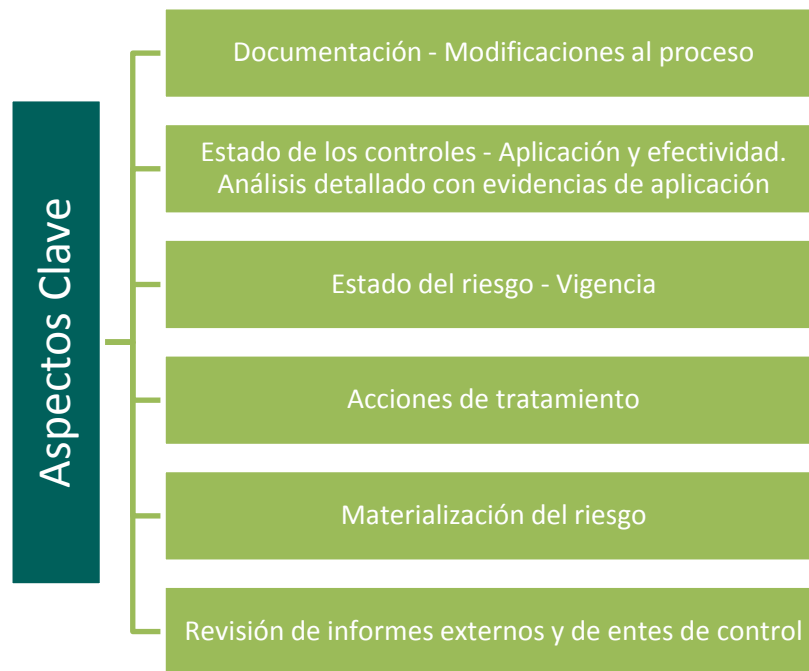 Aspectos Clave
Documentación - Modificaciones al proceso
Estado de los controles - Aplicación y efectividad.
Análisis detallado con evidencias de aplicación
Estado del riesgo - Vigencia
Acciones de tratamiento
Materialización del riesgo
Revisión de informes externos y de entes de control